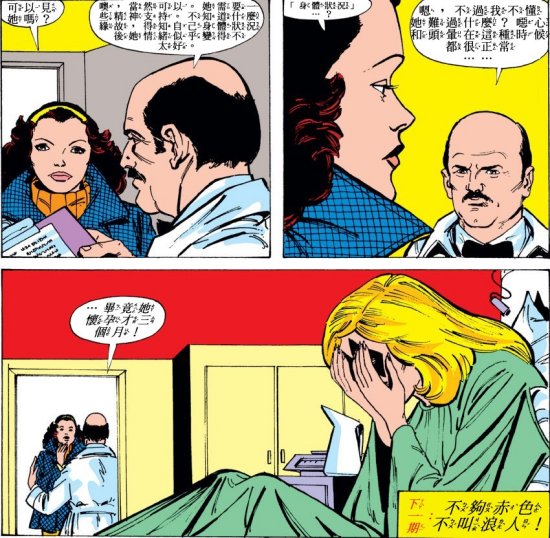 可以見
她嗎?
噢,當然可以。她需要
些精神支持。不知道什麼
緣故,她得知自己身體狀況
後,情緒似乎變得不
太好。
「身體狀況」
…?
嗯,不過我不懂
她難過什麼?噁心
和頭暈在這種時候
都很正常
……
…畢竟她
懷孕才三
個月!
下一期:
不夠赤色
不叫浪人!